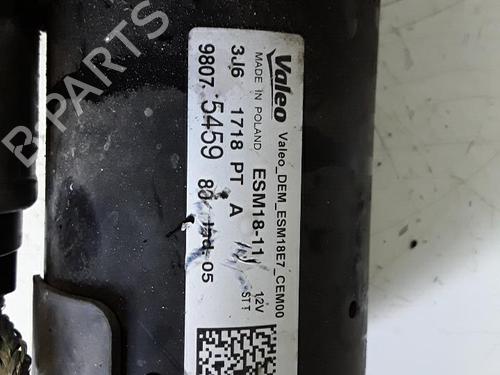 Valeo
Valeo_DEM_ESM18E7_CEM00
MADE IN POLAND
ESM18-11
12V
STT
3J6 1718 PT A
9807. 5459 80
05
B-PARTS